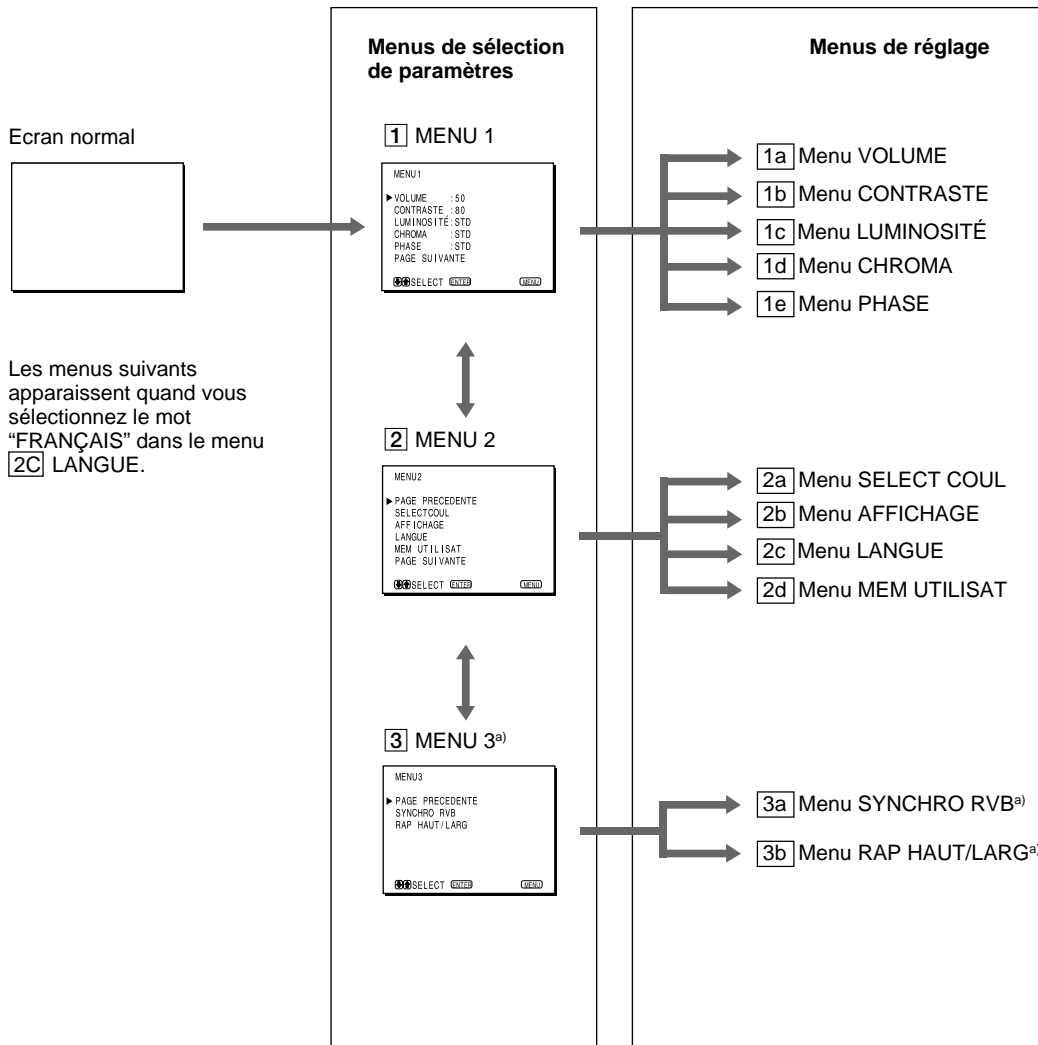 Menus de sélection
de paramètres
Menus de réglage
Ecran normal
1 MENU 1
MENU1
VOLUME :50
CONTRASTE :80
LUMINOSITÉ:STD
CHROMA :STD
PHASE :STD
PAGE SUIVANTE
SELECT ENTER MENU
1a Menu VOLUME
1b Menu CONTRASTE
1c Menu LUMINOSITÉ
1d Menu CHROMA
1e Menu PHASE
Les menus suivants
apparaissent quand vous
sélectionnez le mot
“FRANÇAIS” dans le menu
2C LANGUE.
2 MENU 2
MENU2
PAGE PRECEDENTE
SELECTCOUL
AFFICHAGE
LANGUE
MEM UTILISAT
PAGE SUIVANTE
SELECT ENTER MENU
2a Menu SELECT COUL
2b Menu AFFICHAGE
2c Menu LANGUE
2d Menu MEM UTILISAT
3 MENU 3a)
MENU3
PAGE PRECEDENTE
SYNCHRO RVB
RAP HAUT/LARG
SELECT ENTER MENU
3a Menu SYNCHRO RVBa)
3b Menu RAP HAUT/LARGa)